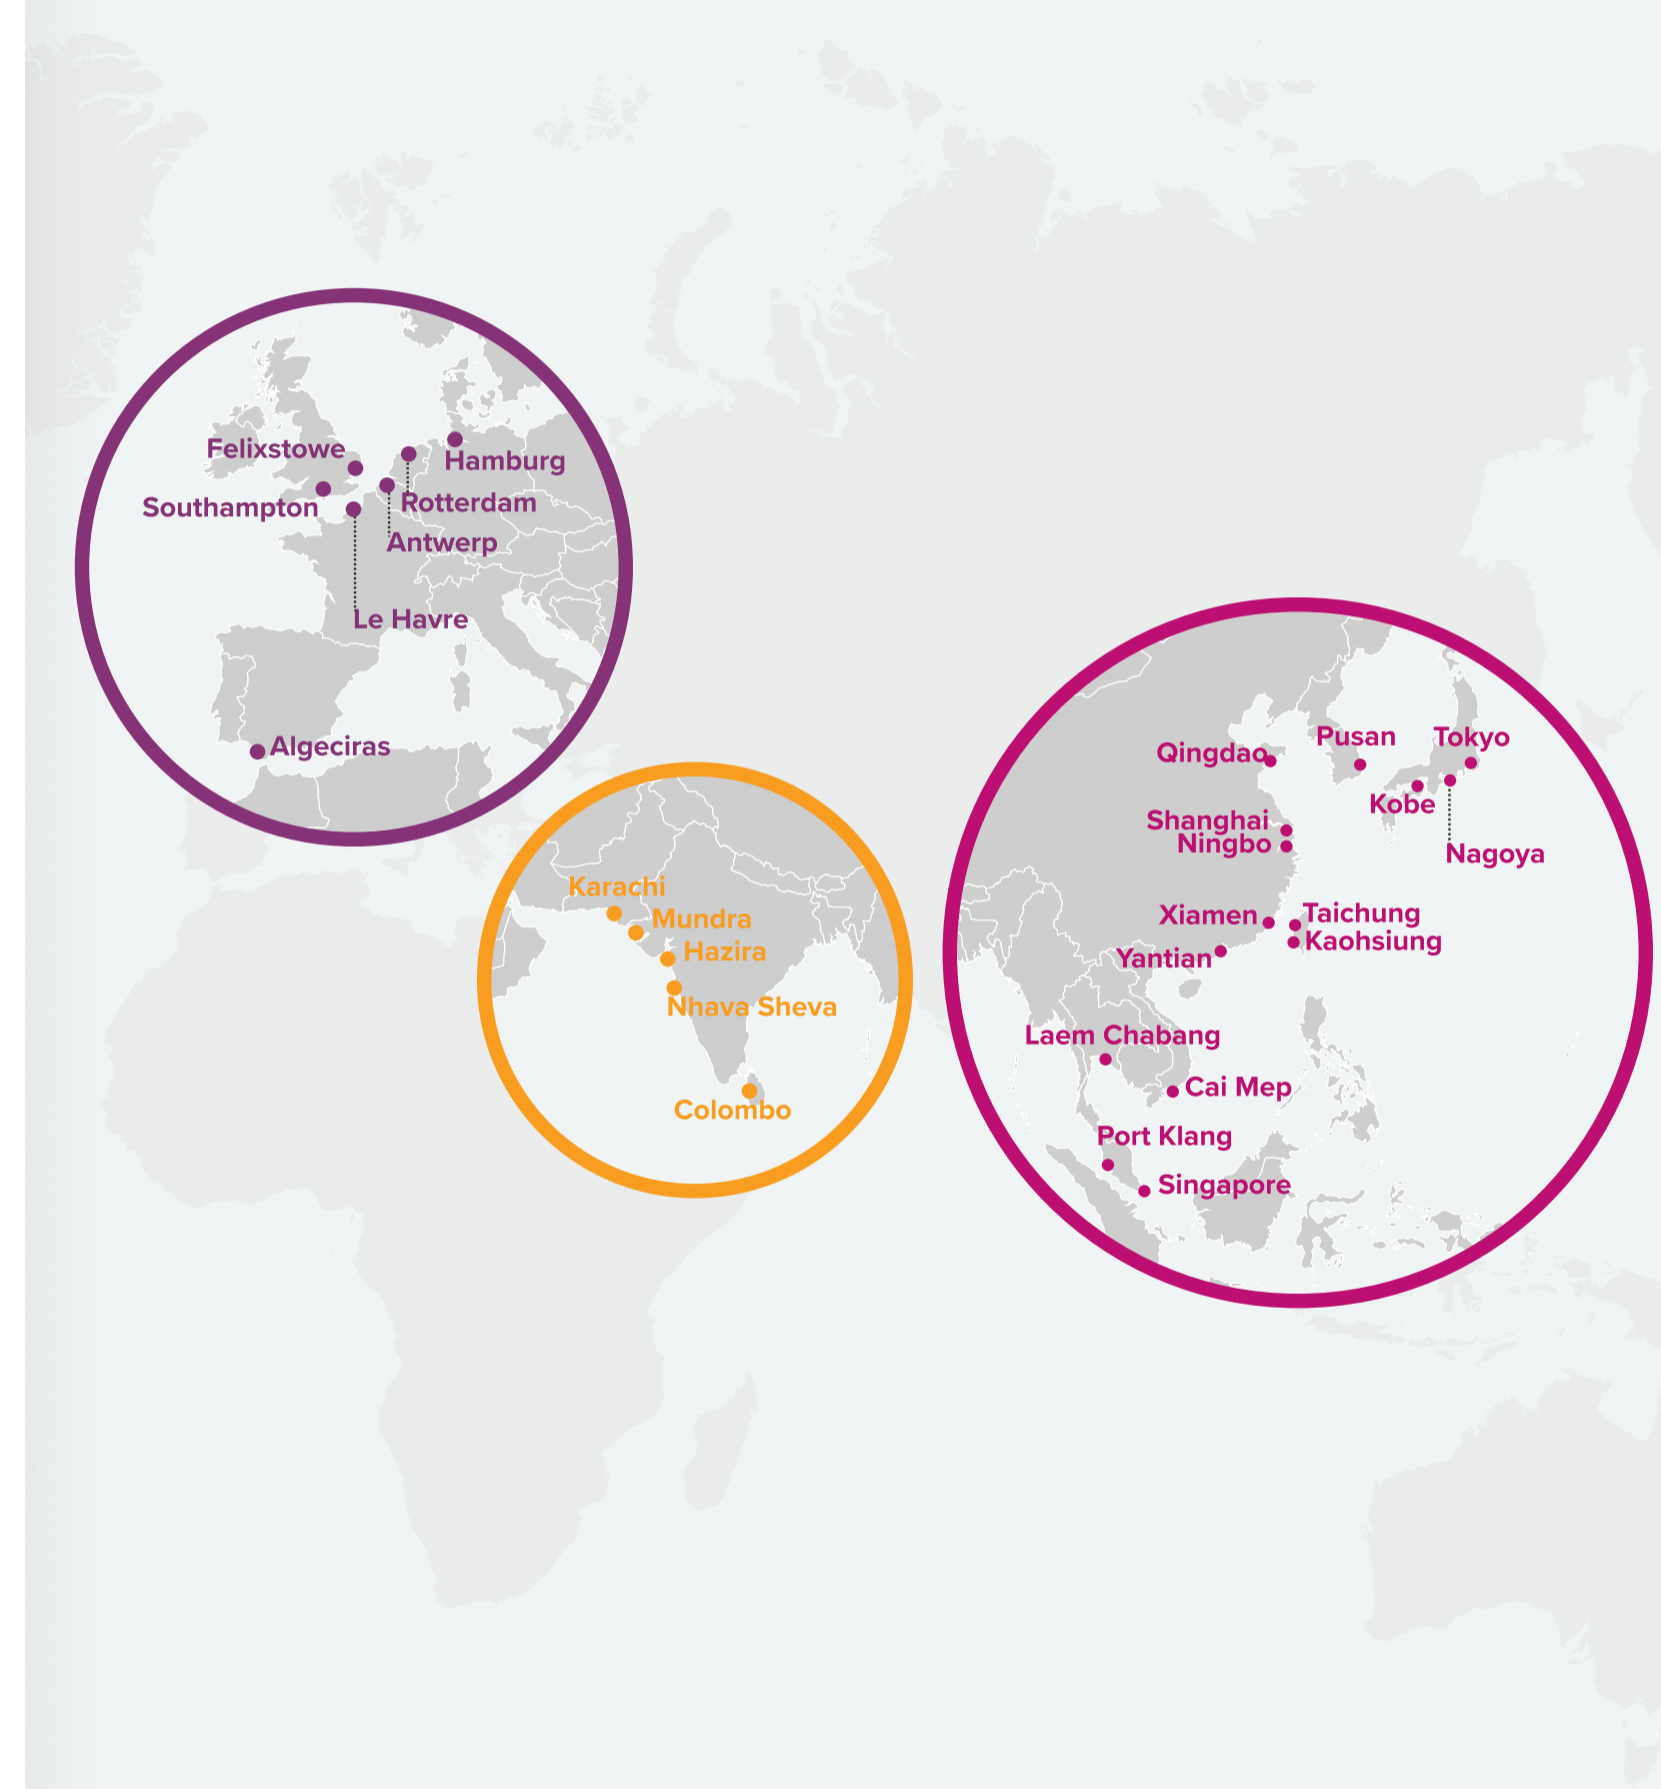 Felixstowe
Hamburg
Southampton
Rotterdam
Antwerp
Le Havre
Algeciras
Karachi
Mundra
Hazira
Nhava Sheva
Colombo
Qingdao
Pusan
Tokyo
Kobe
Shanghai
Ningbo
Nagoya
Xiamen
Taichung
Kaohsiung
Yantian
Laem Chabang
Cai Mep
Port Klang
Singapore